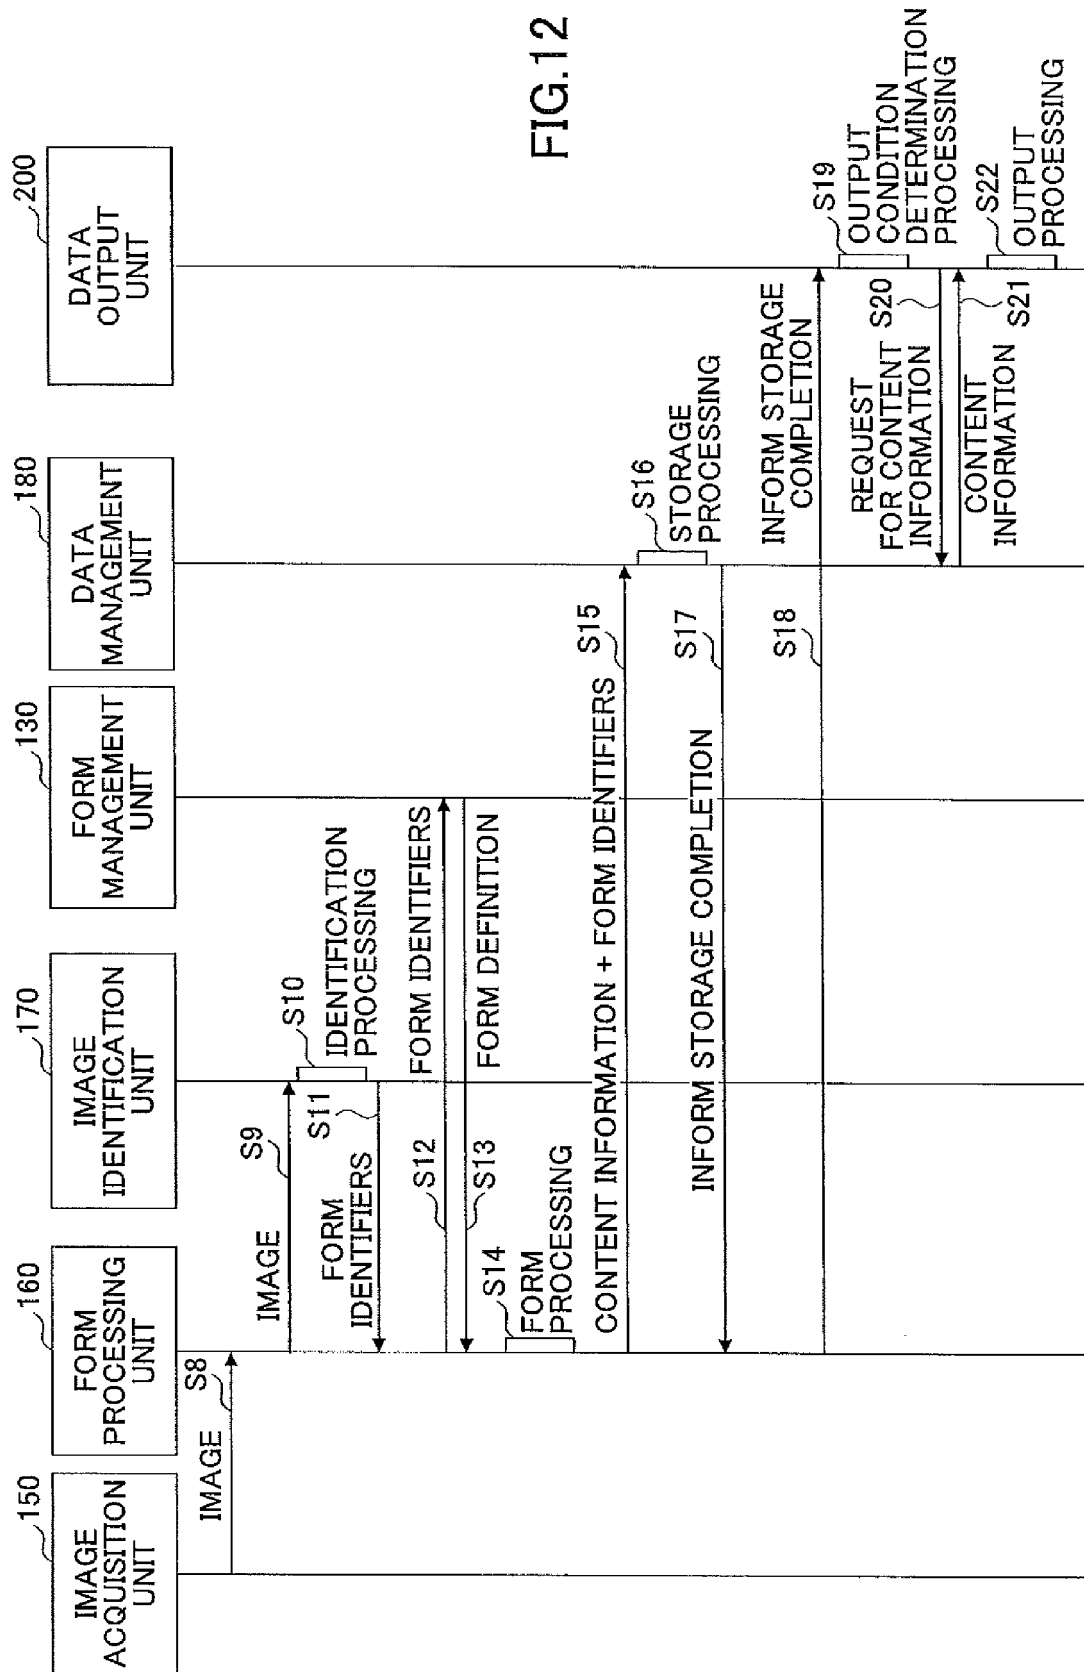 FIG.12
150
IMAGE
ACQUISITION
UNIT
160
FORM
PROCESSING
UNIT
170
IMAGE
IDENTIFICATION
UNIT
130
FORM
MANAGEMENT
UNIT
180
DATA
MANAGEMENT
UNIT
200
DATA
OUTPUT
UNIT
IMAGE
S8
IMAGE
S9
S10
IDENTIFICATION
PROCESSING
S11
FORM
IDENTIFIERS
S12
FORM IDENTIFIERS
S13
FORM DEFINITION
S14
FORM
PROCESSING
CONTENT INFORMATION + FORM IDENTIFIERS
S15
S16
STORAGE
PROCESSING
INFORM STORAGE COMPLETION
S17
S18
INFORM STORAGE
COMPLETION
S19
OUTPUT
CONDITION
DETERMINATION
PROCESSING
REQUEST
FOR CONTENT
INFORMATION
S20
CONTENT
INFORMATION
S21
S22
OUTPUT
PROCESSING